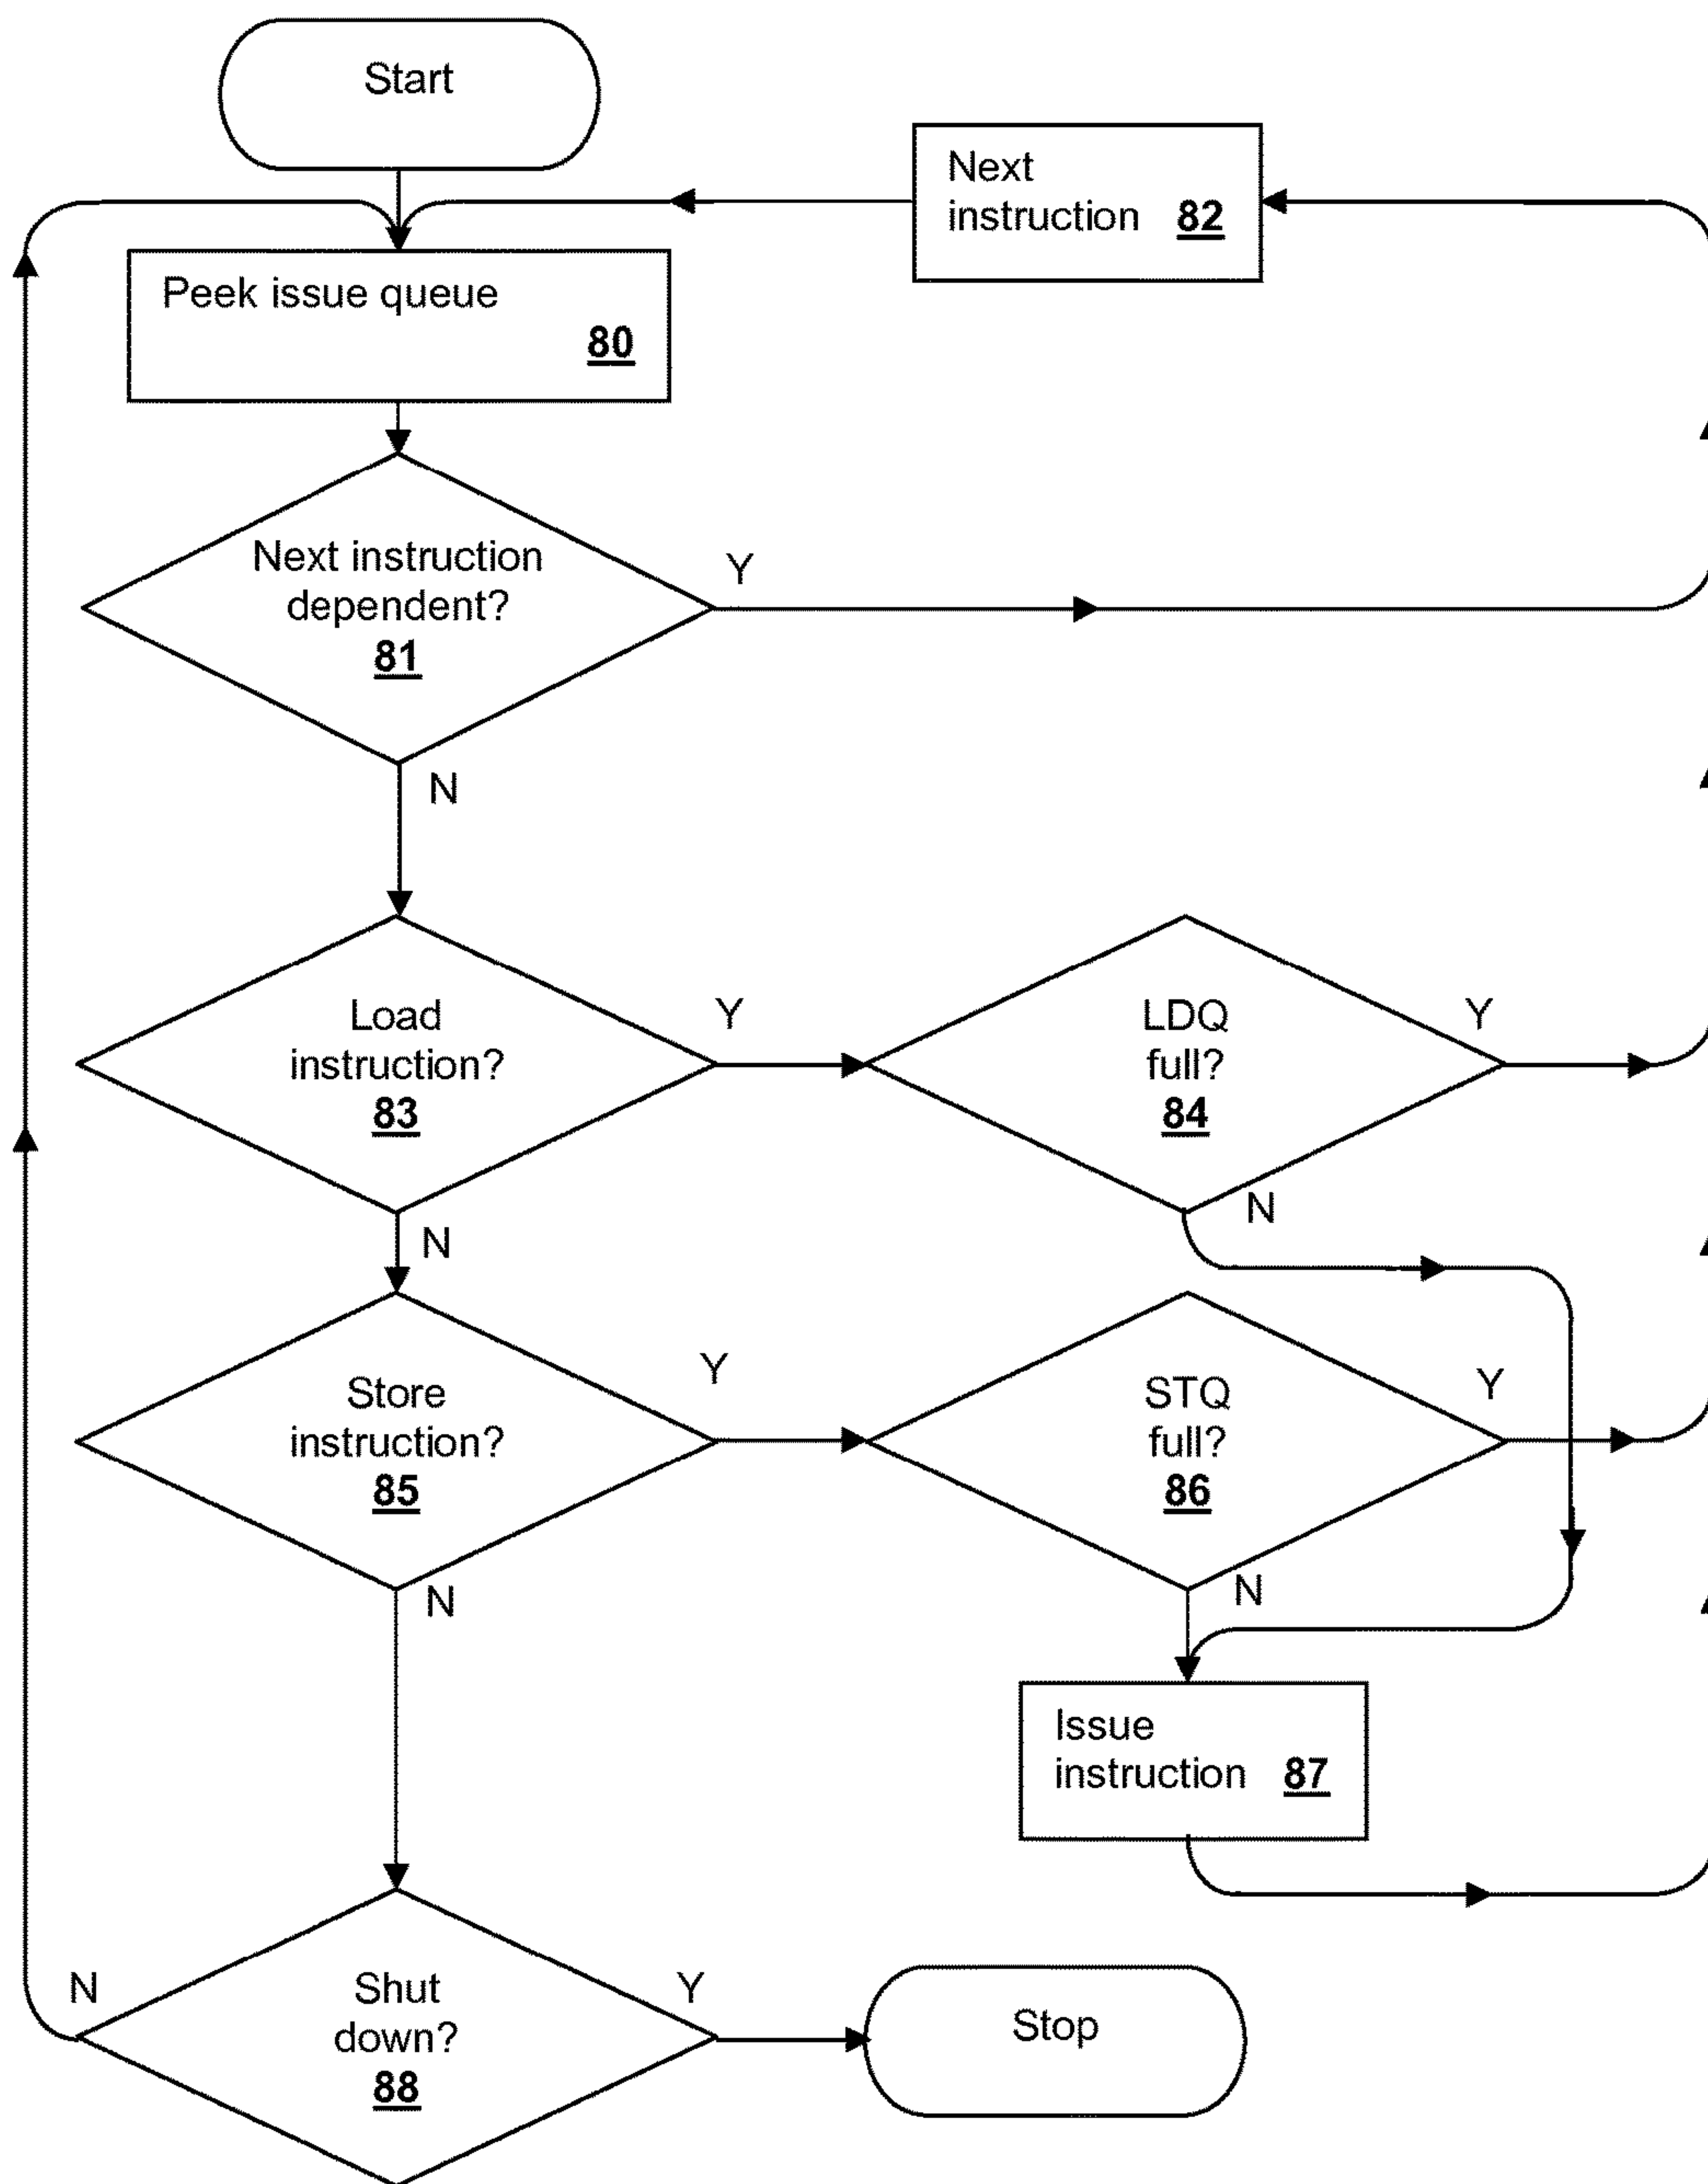 Start
Next
instruction 82
Peek issue queue
80
Next instruction
dependent?
81
Y
N
Load
instruction?
83
Y
LDQ
full?
84
Y
N
N
Store
instruction?
85
Y
STQ
full?
86
Y
N
N
Issue
instruction 87
N
Shut
down?
88
Y
Stop